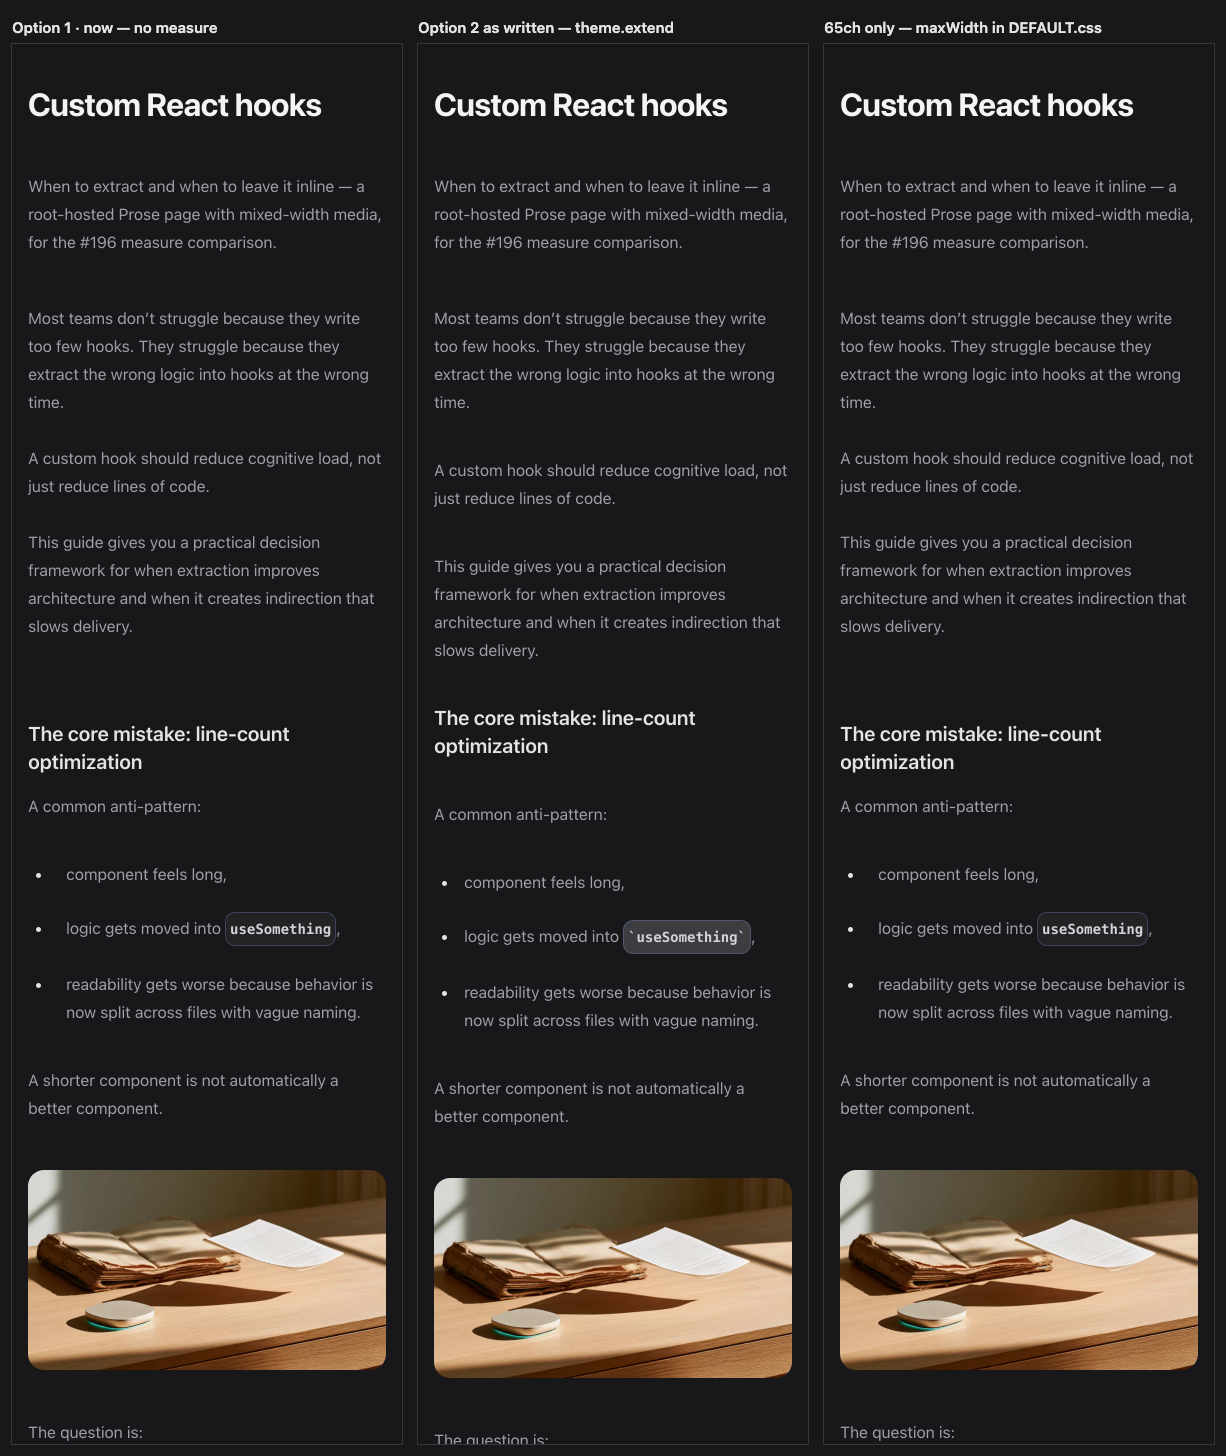 Option 1 · now — no measure
Custom React hooks
When to extract and when to leave it inline — a
root-hosted Prose page with mixed-width media,
for the #196 measure comparison.
Most teams don’t struggle because they write
too few hooks. They struggle because they
extract the wrong logic into hooks at the wrong
time.
A custom hook should reduce cognitive load, not
just reduce lines of code.
This guide gives you a practical decision
framework for when extraction improves
architecture and when it creates indirection that
slows delivery.
The core mistake: line-count
optimization
A common anti-pattern:
• component feels long,
• logic gets moved into useSomething,
• readability gets worse because behavior is
now split across files with vague naming.
A shorter component is not automatically a
better component.
The question is:
Option 2 as written — theme.extend
Custom React hooks
When to extract and when to leave it inline — a
root-hosted Prose page with mixed-width media,
for the #196 measure comparison.
Most teams don’t struggle because they write
too few hooks. They struggle because they
extract the wrong logic into hooks at the wrong
time.
A custom hook should reduce cognitive load, not
just reduce lines of code.
This guide gives you a practical decision
framework for when extraction improves
architecture and when it creates indirection that
slows delivery.
The core mistake: line-count
optimization
A common anti-pattern:
• component feels long,
• logic gets moved into `useSomething`,
• readability gets worse because behavior is
now split across files with vague naming.
A shorter component is not automatically a
better component.
The question is:
65ch only — maxWidth in DEFAULT.css
Custom React hooks
When to extract and when to leave it inline — a
root-hosted Prose page with mixed-width media,
for the #196 measure comparison.
Most teams don’t struggle because they write
too few hooks. They struggle because they
extract the wrong logic into hooks at the wrong
time.
A custom hook should reduce cognitive load, not
just reduce lines of code.
This guide gives you a practical decision
framework for when extraction improves
architecture and when it creates indirection that
slows delivery.
The core mistake: line-count
optimization
A common anti-pattern:
• component feels long,
• logic gets moved into useSomething,
• readability gets worse because behavior is
now split across files with vague naming.
A shorter component is not automatically a
better component.
The question is: